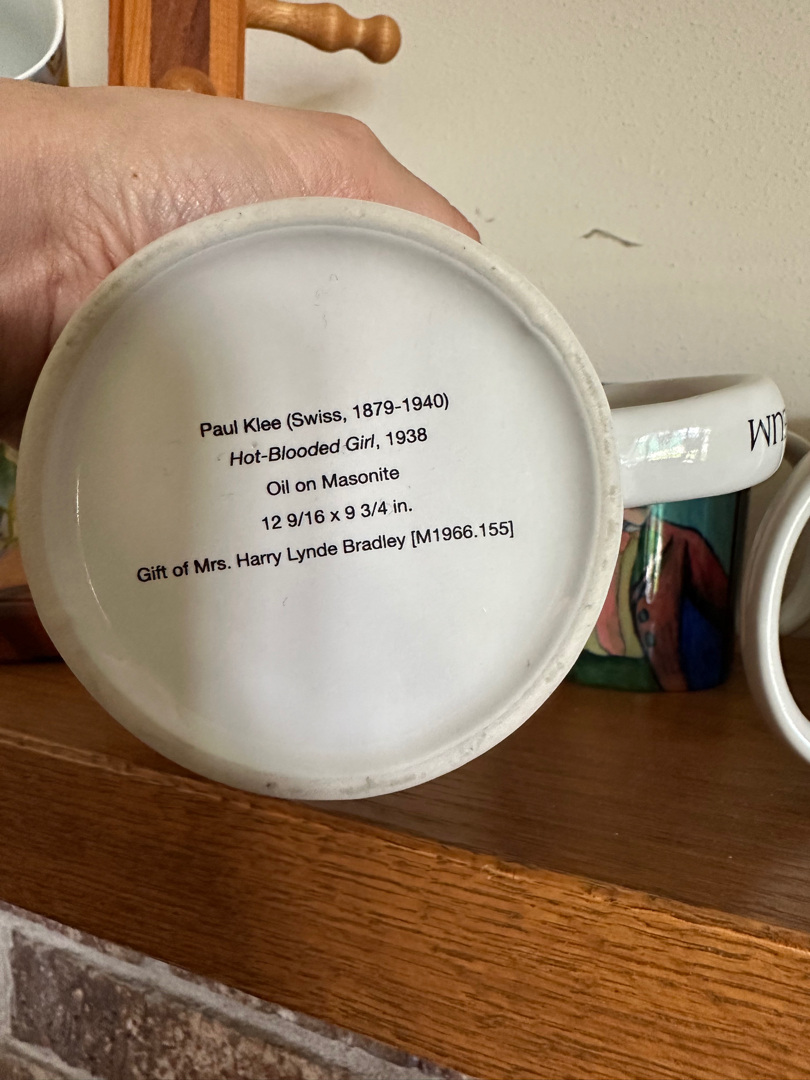 Paul Klee (Swiss, 1879-1940)
Hot-Blooded Girl, 1938
Oil on Masonite
12 9/16 x 9 3/4 in.
Gift of Mrs. Harry Lynde Bradley [M1966.155]